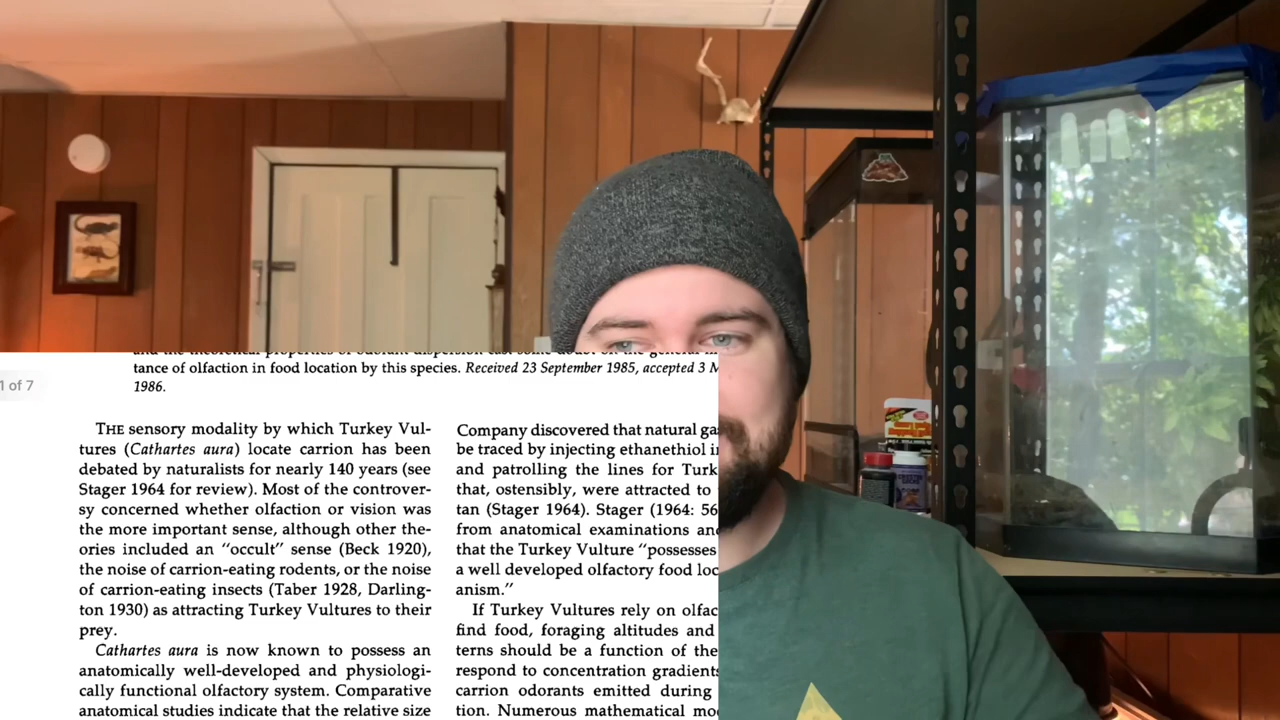 tance of olfaction in food location by this species. Received 23 September 1985, accepted 3
1986.
1 of 7
THE sensory modality by which Turkey Vul-
tures (Cathartes aura) locate carrion has been
debated by naturalists for nearly 140 years (see
Stager 1964 for review). Most of the controver-
sy concerned whether olfaction or vision was
the more important sense, although other the-
ories included an “occult” sense (Beck 1920),
the noise of carrion-eating rodents, or the noise
of carrion-eating insects (Taber 1928, Darling-
ton 1930) as attracting Turkey Vultures to their
prey.
Cathartes aura is now known to possess an
anatomically well-developed and physiologi-
cally functional olfactory system. Comparative
anatomical studies indicate that the relative size
Company discovered that natural ga
be traced by injecting ethanethiol i
and patrolling the lines for Turk
that, ostensibly, were attracted to
tan (Stager 1964). Stager (1964: 56
from anatomical examinations and
that the Turkey Vulture “possesses
a well developed olfactory food loc
anism.”
If Turkey Vultures rely on olfac
find food, foraging altitudes and
terns should be a function of the
respond to concentration gradients
carrion odorants emitted during
tion. Numerous mathematical mo